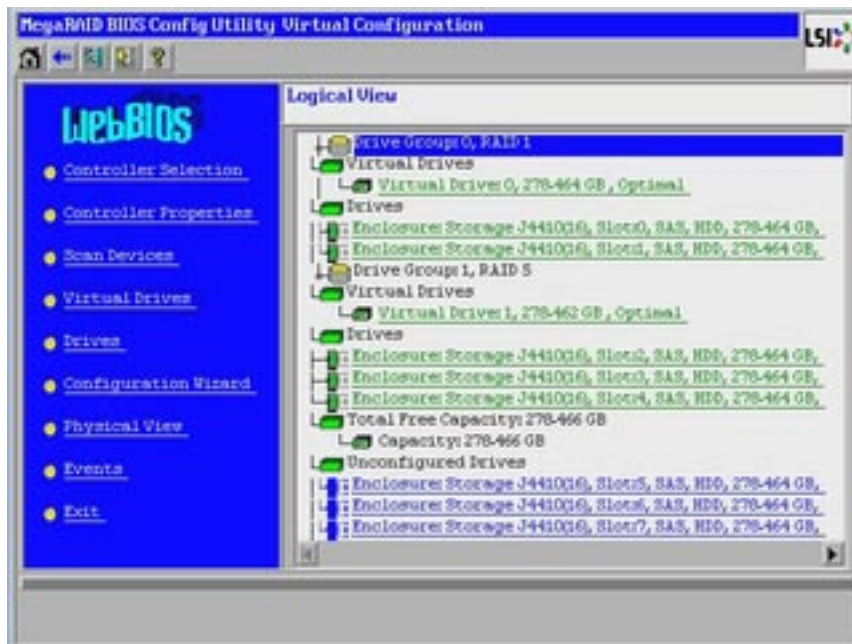 MegaRAID BIOS Config Utility Virtual Configuration
LSI
WebBIOS
Controller Selection
Controller Properties
Scan Devices
Virtual Drives
Drives
Configuration Wizard
Physical View
Events
Exit
Logical View
Drive Group: 0, RAID 1
Virtual Drives
Virtual Drive: 0, 278.464 GB, Optimal
Drives
Enclosure: Storage J4410(16), Slot:0, SAS, HDD, 278.464 GB,
Enclosure: Storage J4410(16), Slot:1, SAS, HDD, 278.464 GB,
Drive Group: 1, RAID 5
Virtual Drives
Virtual Drive: 1, 278.462 GB, Optimal
Drives
Enclosure: Storage J4410(16), Slot:2, SAS, HDD, 278.464 GB,
Enclosure: Storage J4410(16), Slot:3, SAS, HDD, 278.464 GB,
Enclosure: Storage J4410(16), Slot:4, SAS, HDD, 278.464 GB,
Total Free Capacity: 278.466 GB
Capacity: 278.466 GB
Unconfigured Drives
Enclosure: Storage J4410(16), Slot:5, SAS, HDD, 278.464 GB,
Enclosure: Storage J4410(16), Slot:6, SAS, HDD, 278.464 GB,
Enclosure: Storage J4410(16), Slot:7, SAS, HDD, 278.464 GB,